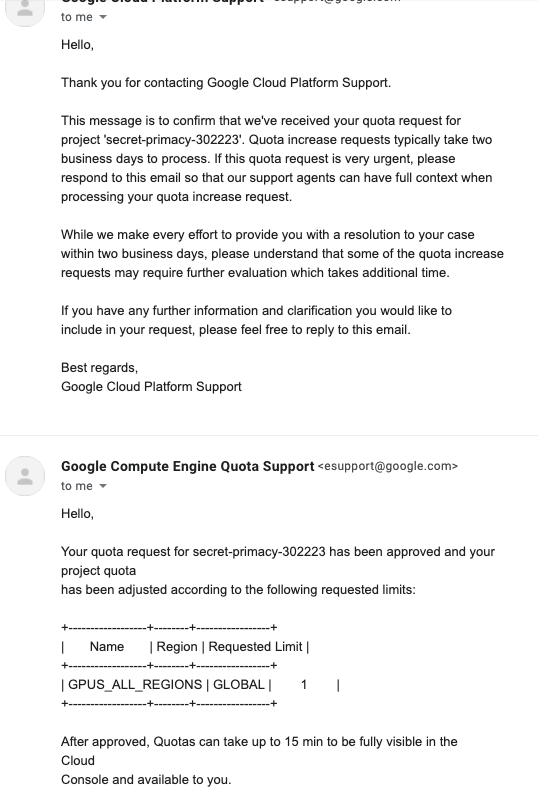 Google Cloud Platform Support <esupport@google.com>
to me
Hello,
Thank you for contacting Google Cloud Platform Support.
This message is to confirm that we've received your quota request for
project 'secret-primacy-302223'. Quota increase requests typically take two
business days to process. If this quota request is very urgent, please
respond to this email so that our support agents can have full context when
processing your quota increase request.
While we make every effort to provide you with a resolution to your case
within two business days, please understand that some of the quota increase
requests may require further evaluation which takes additional time.
If you have any further information and clarification you would like to
include in your request, please feel free to reply to this email.
Best regards,
Google Cloud Platform Support
Google Compute Engine Quota Support <esupport@google.com>
to me
Hello,
Your quota request for secret-primacy-302223 has been approved and your
project quota
has been adjusted according to the following requested limits:
+------------------+--------+-----------------+
| Name | Region | Requested Limit |
+------------------+--------+-----------------+
| GPUS_ALL_REGIONS | GLOBAL | 1 |
+------------------+--------+-----------------+
After approved, Quotas can take up to 15 min to be fully visible in the
Cloud
Console and available to you.